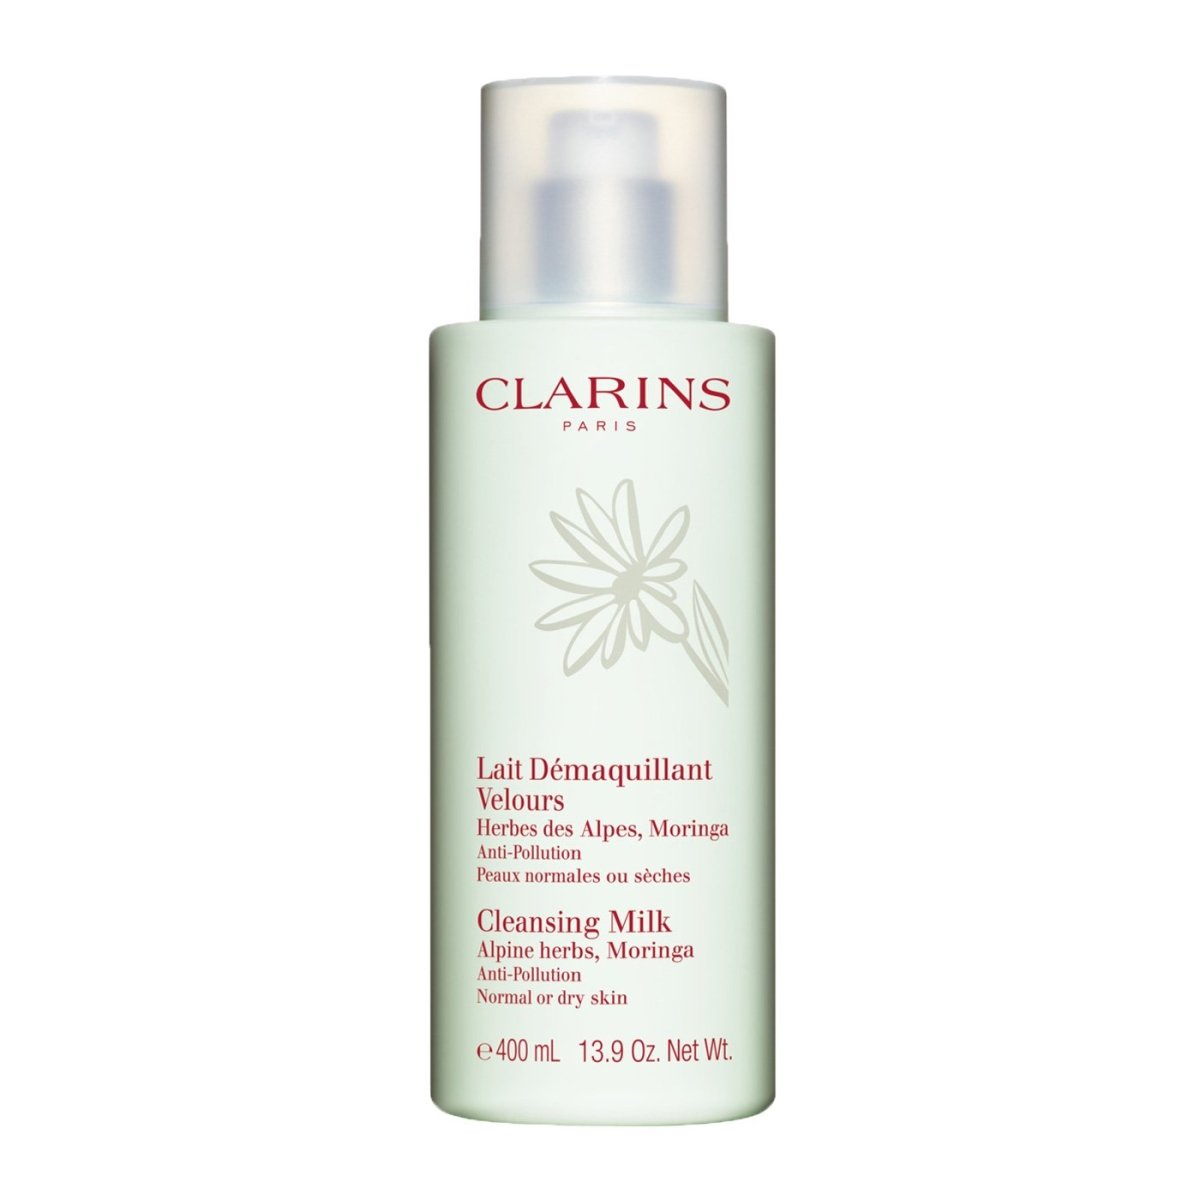 CLARINS
PARIS
Lait Démaquillant
Velours
Herbes des Alpes, Moringa
Anti-Pollution
Peaux normales ou sèches
Cleansing Milk
Alpine herbs, Moringa
Anti-Pollution
Normal or dry skin
℮400 mL 13.9 Oz. Net Wt.